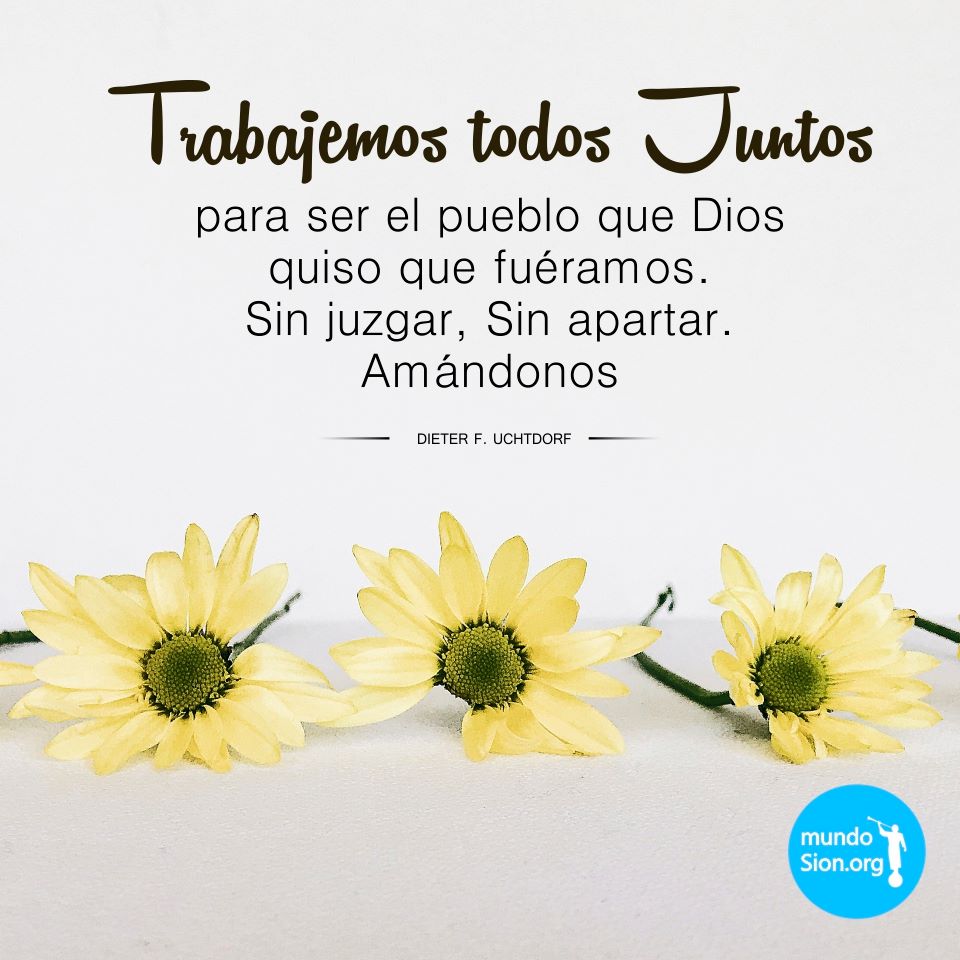 Trabajemos todos Juntos
para ser el pueblo que Dios
quiso que fuéramos.
Sin juzgar, Sin apartar.
Amándonos
DIETER F. UCHTDORF
mundo
Sion.org